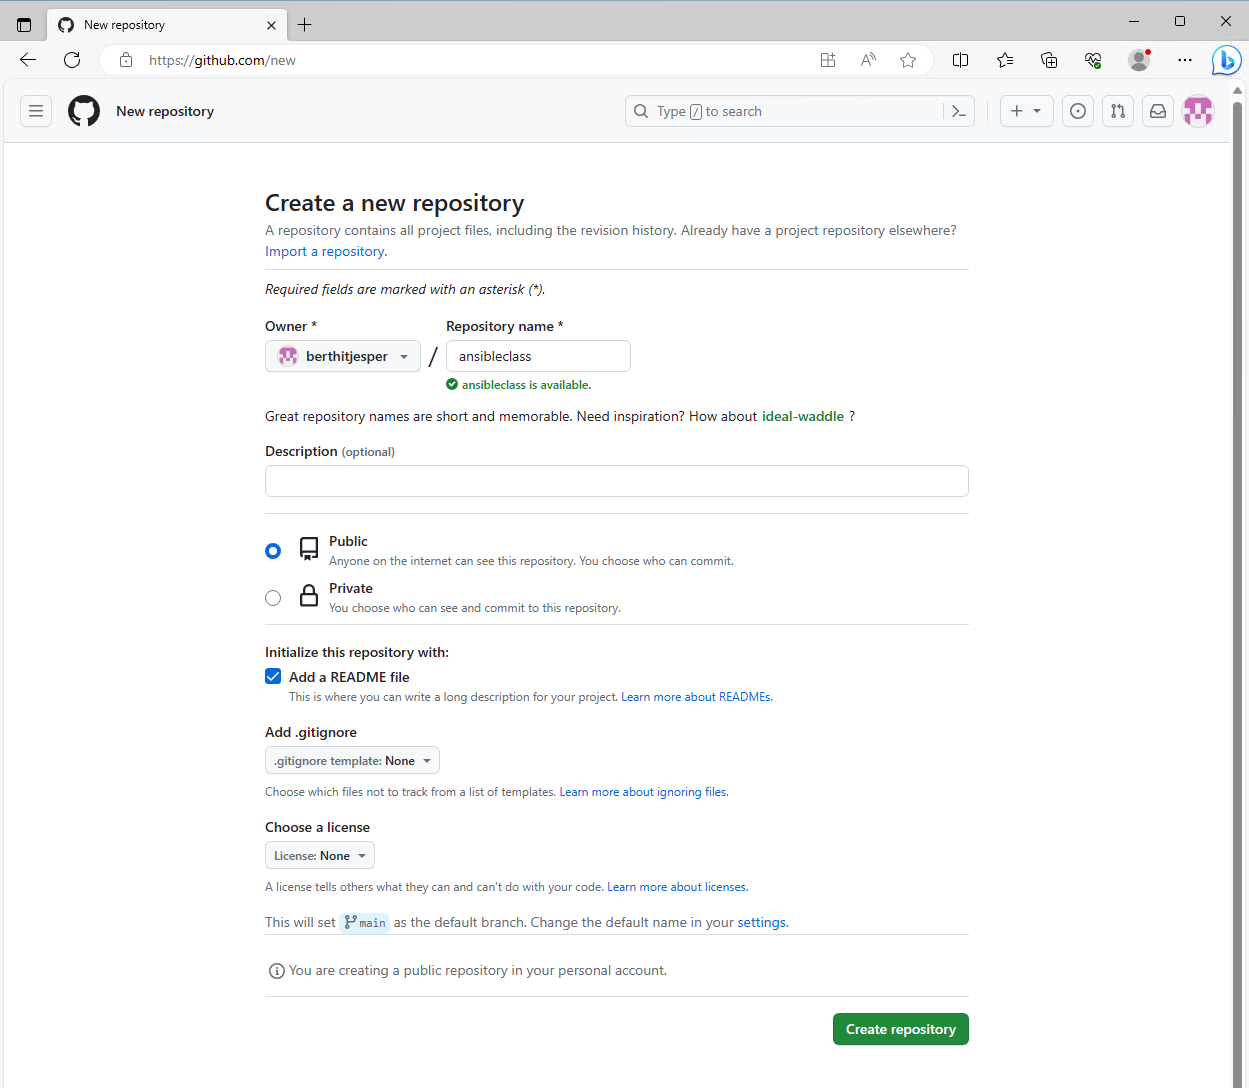 New repository
https://github.com/new
New repository
Type / to search
Create a new repository
A repository contains all project files, including the revision history. Already have a project repository elsewhere?
Import a repository.
Required fields are marked with an asterisk (*).
Owner * Repository name *
berthitjesper / ansibleclass
ansibleclass is available.
Great repository names are short and memorable. Need inspiration? How about ideal-waddle ?
Description (optional)
Public
Anyone on the internet can see this repository. You choose who can commit.
Private
You choose who can see and commit to this repository.
Initialize this repository with:
Add a README file
This is where you can write a long description for your project. Learn more about READMEs.
Add .gitignore
.gitignore template: None
Choose which files not to track from a list of templates. Learn more about ignoring files.
Choose a license
License: None
A license tells others what they can and can't do with your code. Learn more about licenses.
This will set main as the default branch. Change the default name in your settings.
You are creating a public repository in your personal account.
Create repository